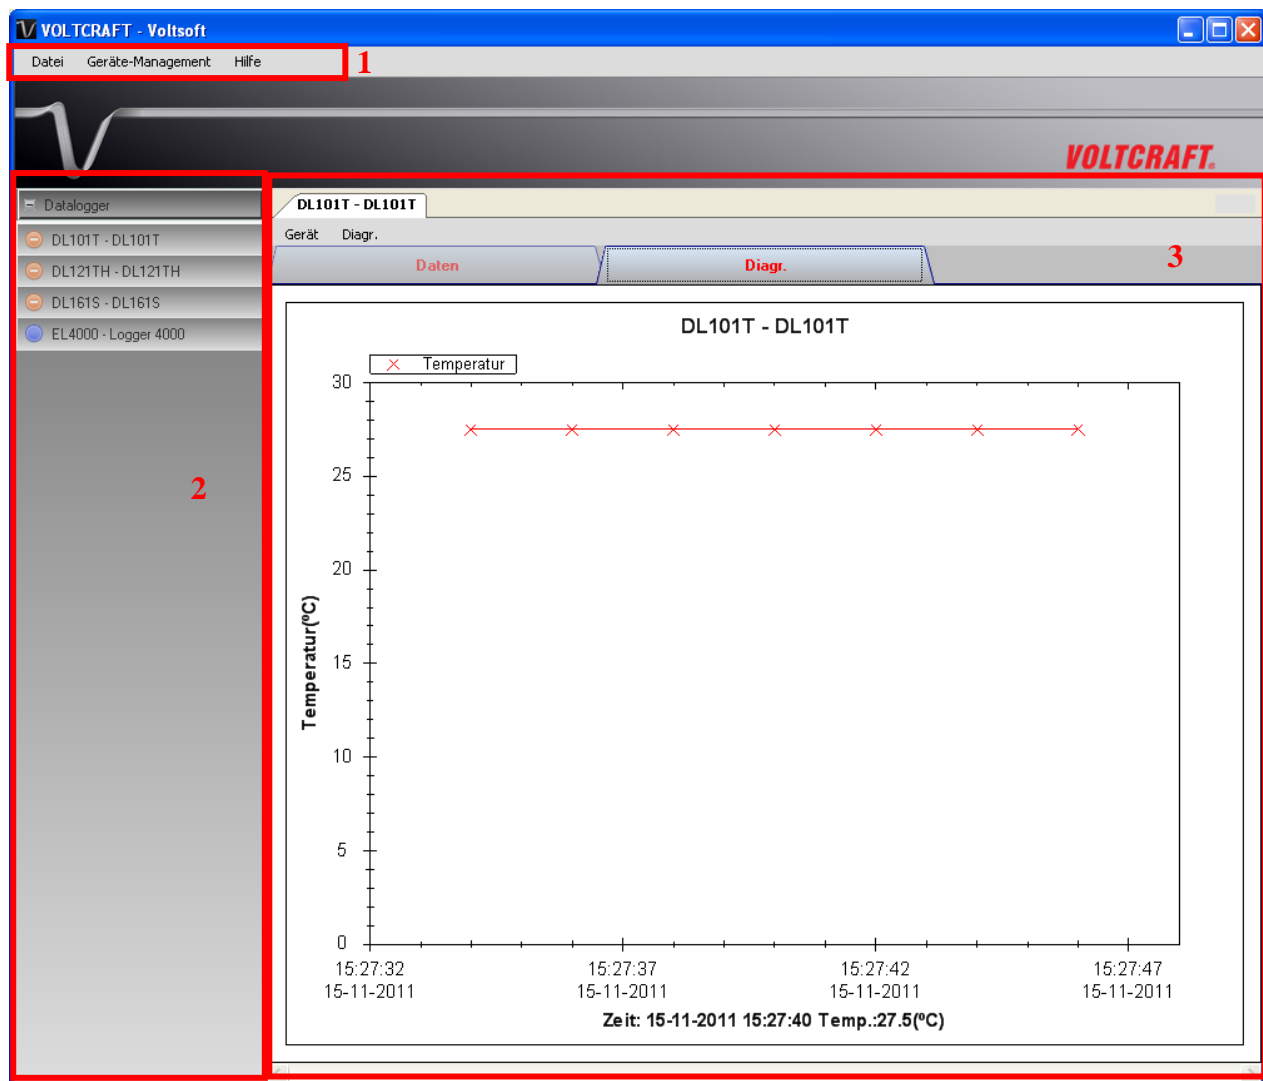 VOLTCRAFT - Voltsoft
Datei Geräte-Management Hilfe
1
VOLTCRAFT.
Datalogger
DL101T - DL101T
DL121TH - DL121TH
DL161S - DL161S
EL4000 - Logger 4000
2
DL101T - DL101T
Gerät Diagr.
Daten Diagr.
3
DL101T - DL101T
Temperatur
30
25
20
15
10
5
0
Temperatur(ºC)
15:27:32 15:27:37 15:27:42 15:27:47
15-11-2011 15-11-2011 15-11-2011 15-11-2011
Zeit: 15-11-2011 15:27:40 Temp.:27.5(ºC)